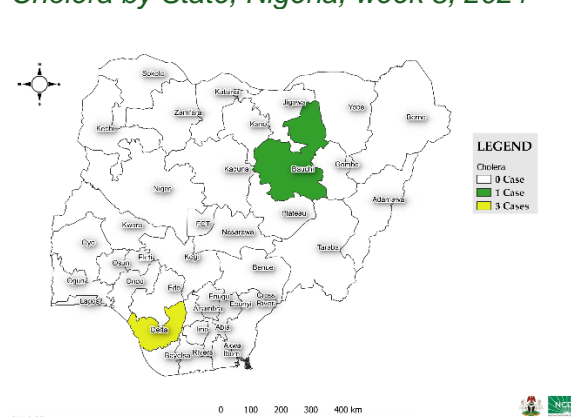 Cholera by State, Nigeria, week 8, 2021
Sokoto
Katsina
Jigawa
Yobe
Borno
Zamfara
Kano
Kebbi
Kaduna
Bauchi
Gombe
Niger
Adamawa
Plateau
FCT
Kwara
Nasarawa
Taraba
Oyo
Ekiti
Kogi
Osun
Benue
Ogun
Ondo
Edo
Enugu
Cross
River
Ebonyi
Anambra
Lagos
Delta
Imo
Abia
Akwa
Ibom
Bayelsa
Rivers
LEGEND
Cholera
0 Case
1 Case
3 Cases
0 100 200 300 400 km
NCD